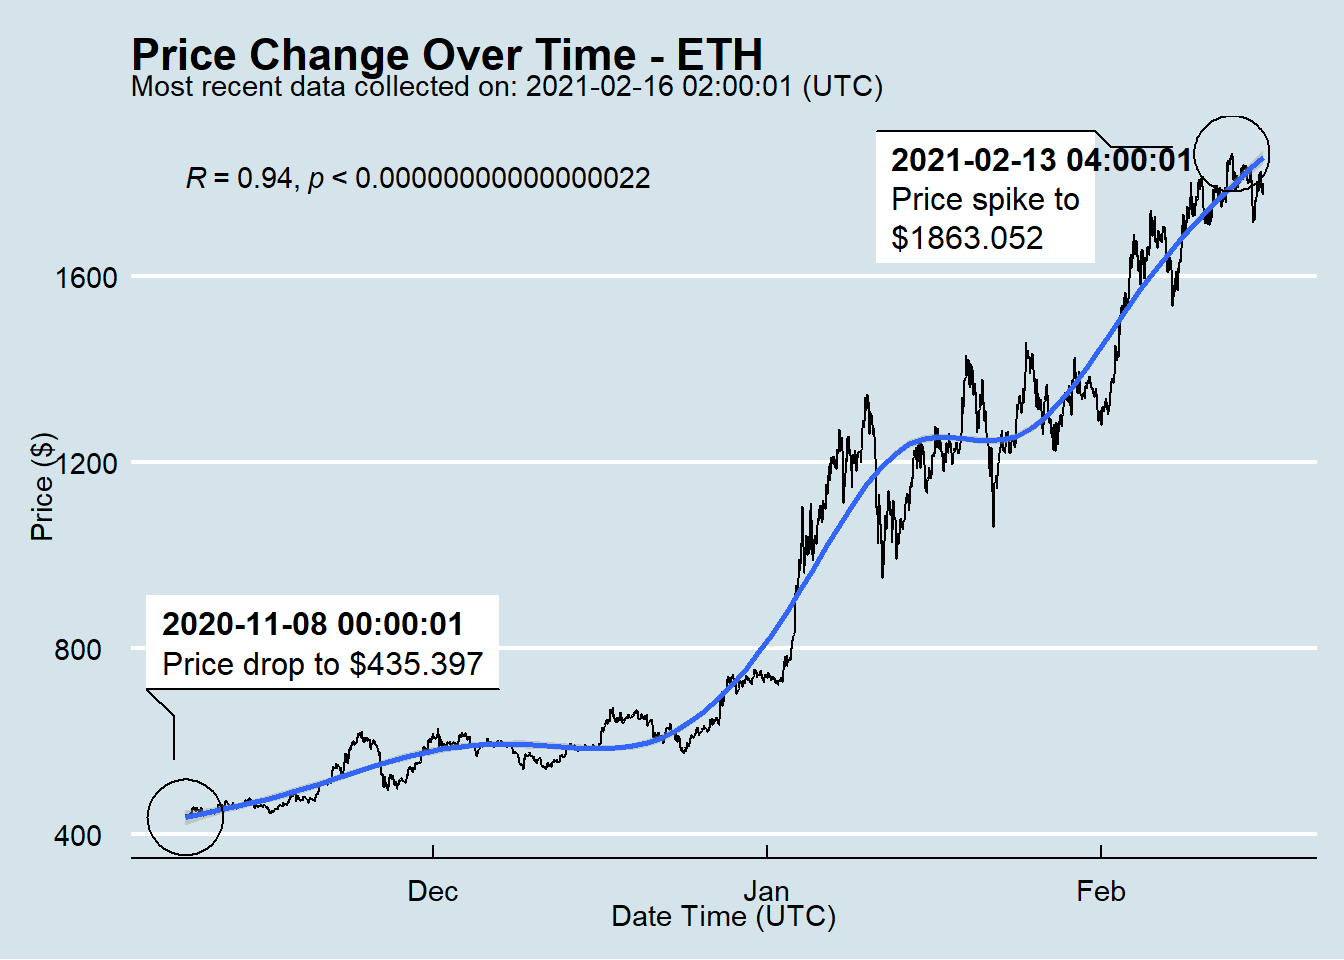 Price Change Over Time - ETH
Most recent data collected on: 2021-02-16 02:00:01 (UTC)
R = 0.94, p < 0.00000000000000022
2021-02-13 04:00:01
Price spike to
$1863.052
1600
1200
Price ($)
2020-11-08 00:00:01
Price drop to $435.397
800
400
Dec
Jan
Feb
Date Time (UTC)